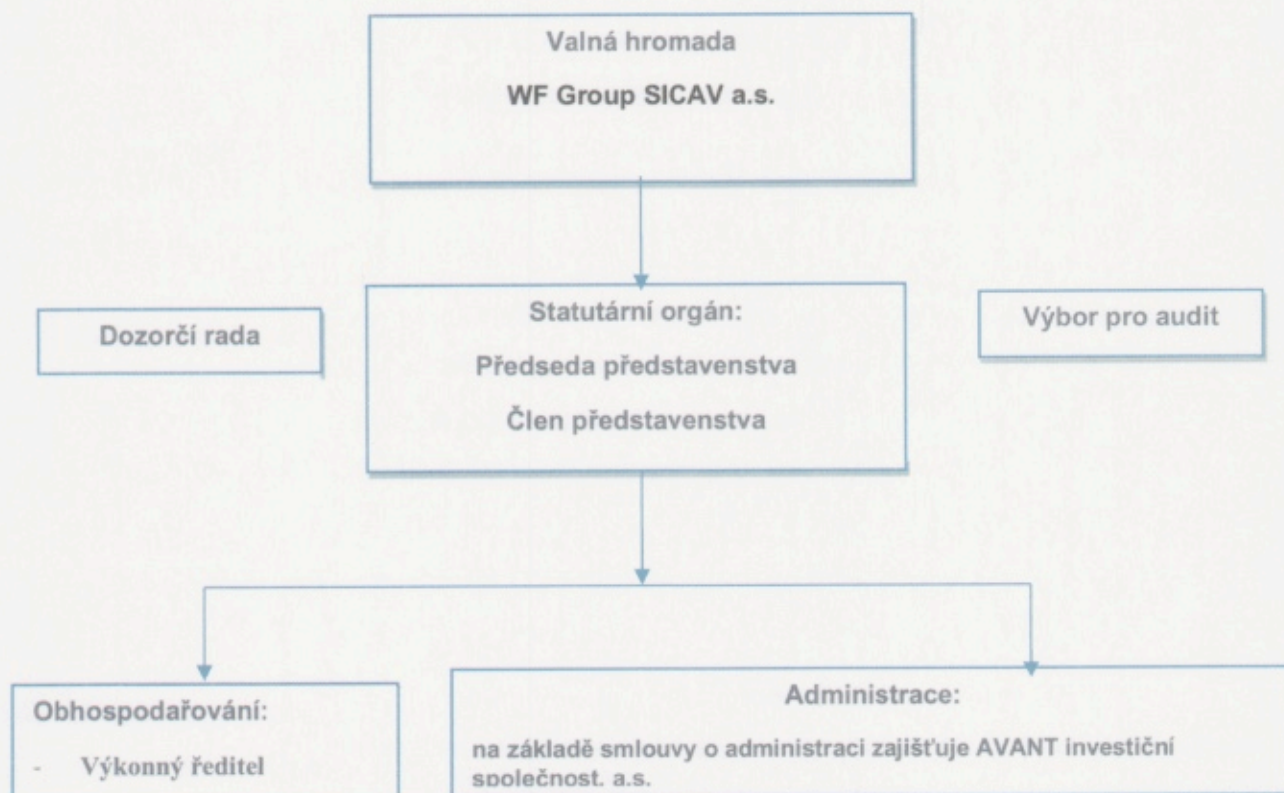 Valná hromada
WF Group SICAV a.s.
Dozorčí rada
Statutární orgán:
Předseda představenstva
Člen představenstva
Výbor pro audit
Obhospodařování:
- Výkonný ředitel
Administrace:
na základě smlouvy o administraci zajišťuje AVANT investiční
společnost. a.s.